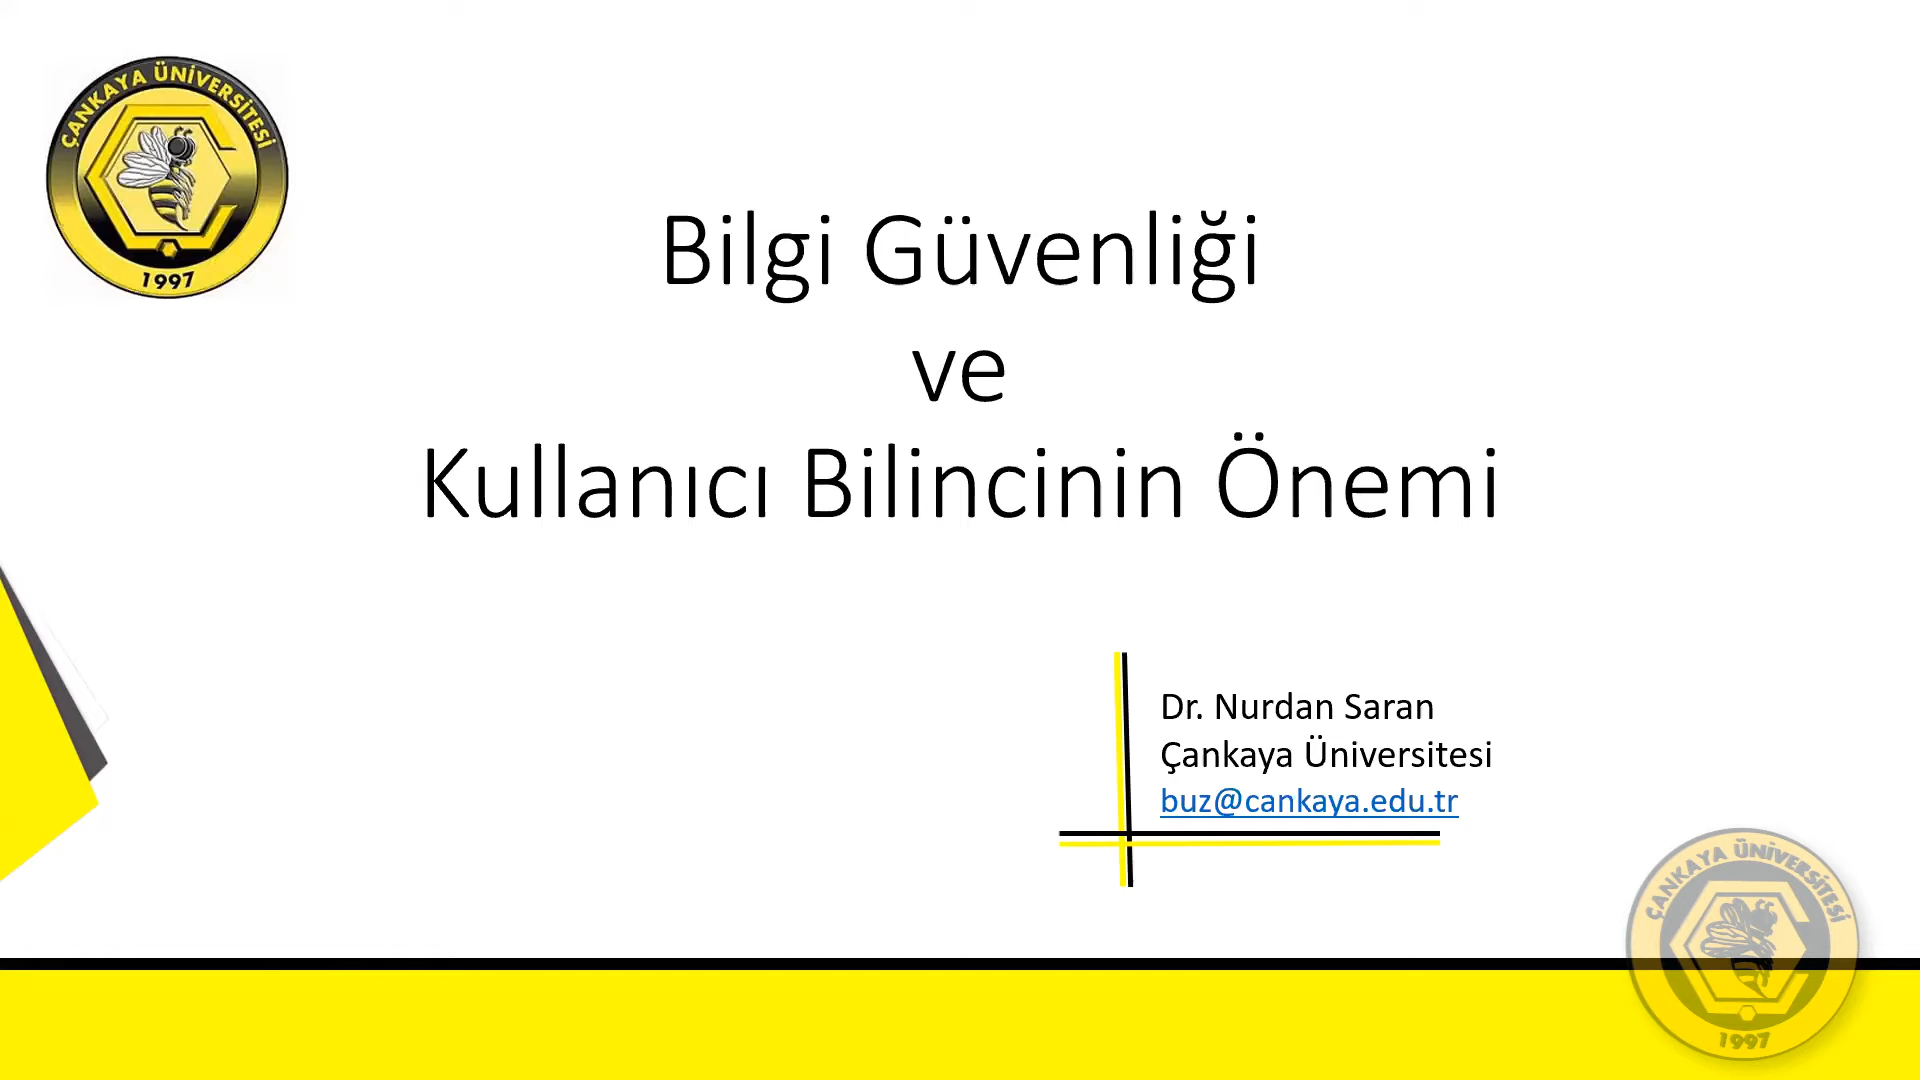 ÇANKAYA ÜNİVERSİTESİ
1997
Bilgi Güvenliği
ve
Kullanıcı Bilincinin Önemi
Dr. Nurdan Saran
Çankaya Üniversitesi
buz@cankaya.edu.tr
ÇANKAYA ÜNİVERSİTESİ
1997